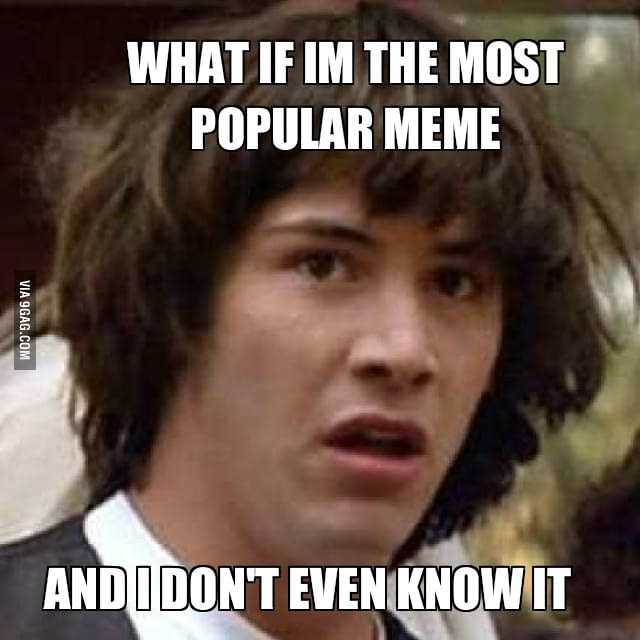 WHAT IF IM THE MOST
POPULAR MEME
VIA 9GAG.COM
AND I DON'T EVEN KNOW IT